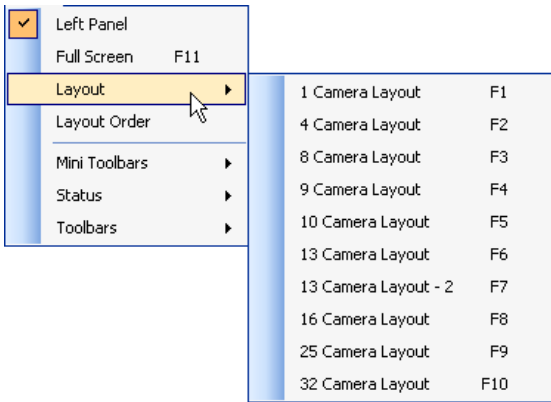 Left Panel
Full Screen F11
Layout
Layout Order
Mini Toolbars
Status
Toolbars
1 Camera Layout F1
4 Camera Layout F2
8 Camera Layout F3
9 Camera Layout F4
10 Camera Layout F5
13 Camera Layout F6
13 Camera Layout - 2 F7
16 Camera Layout F8
25 Camera Layout F9
32 Camera Layout F10